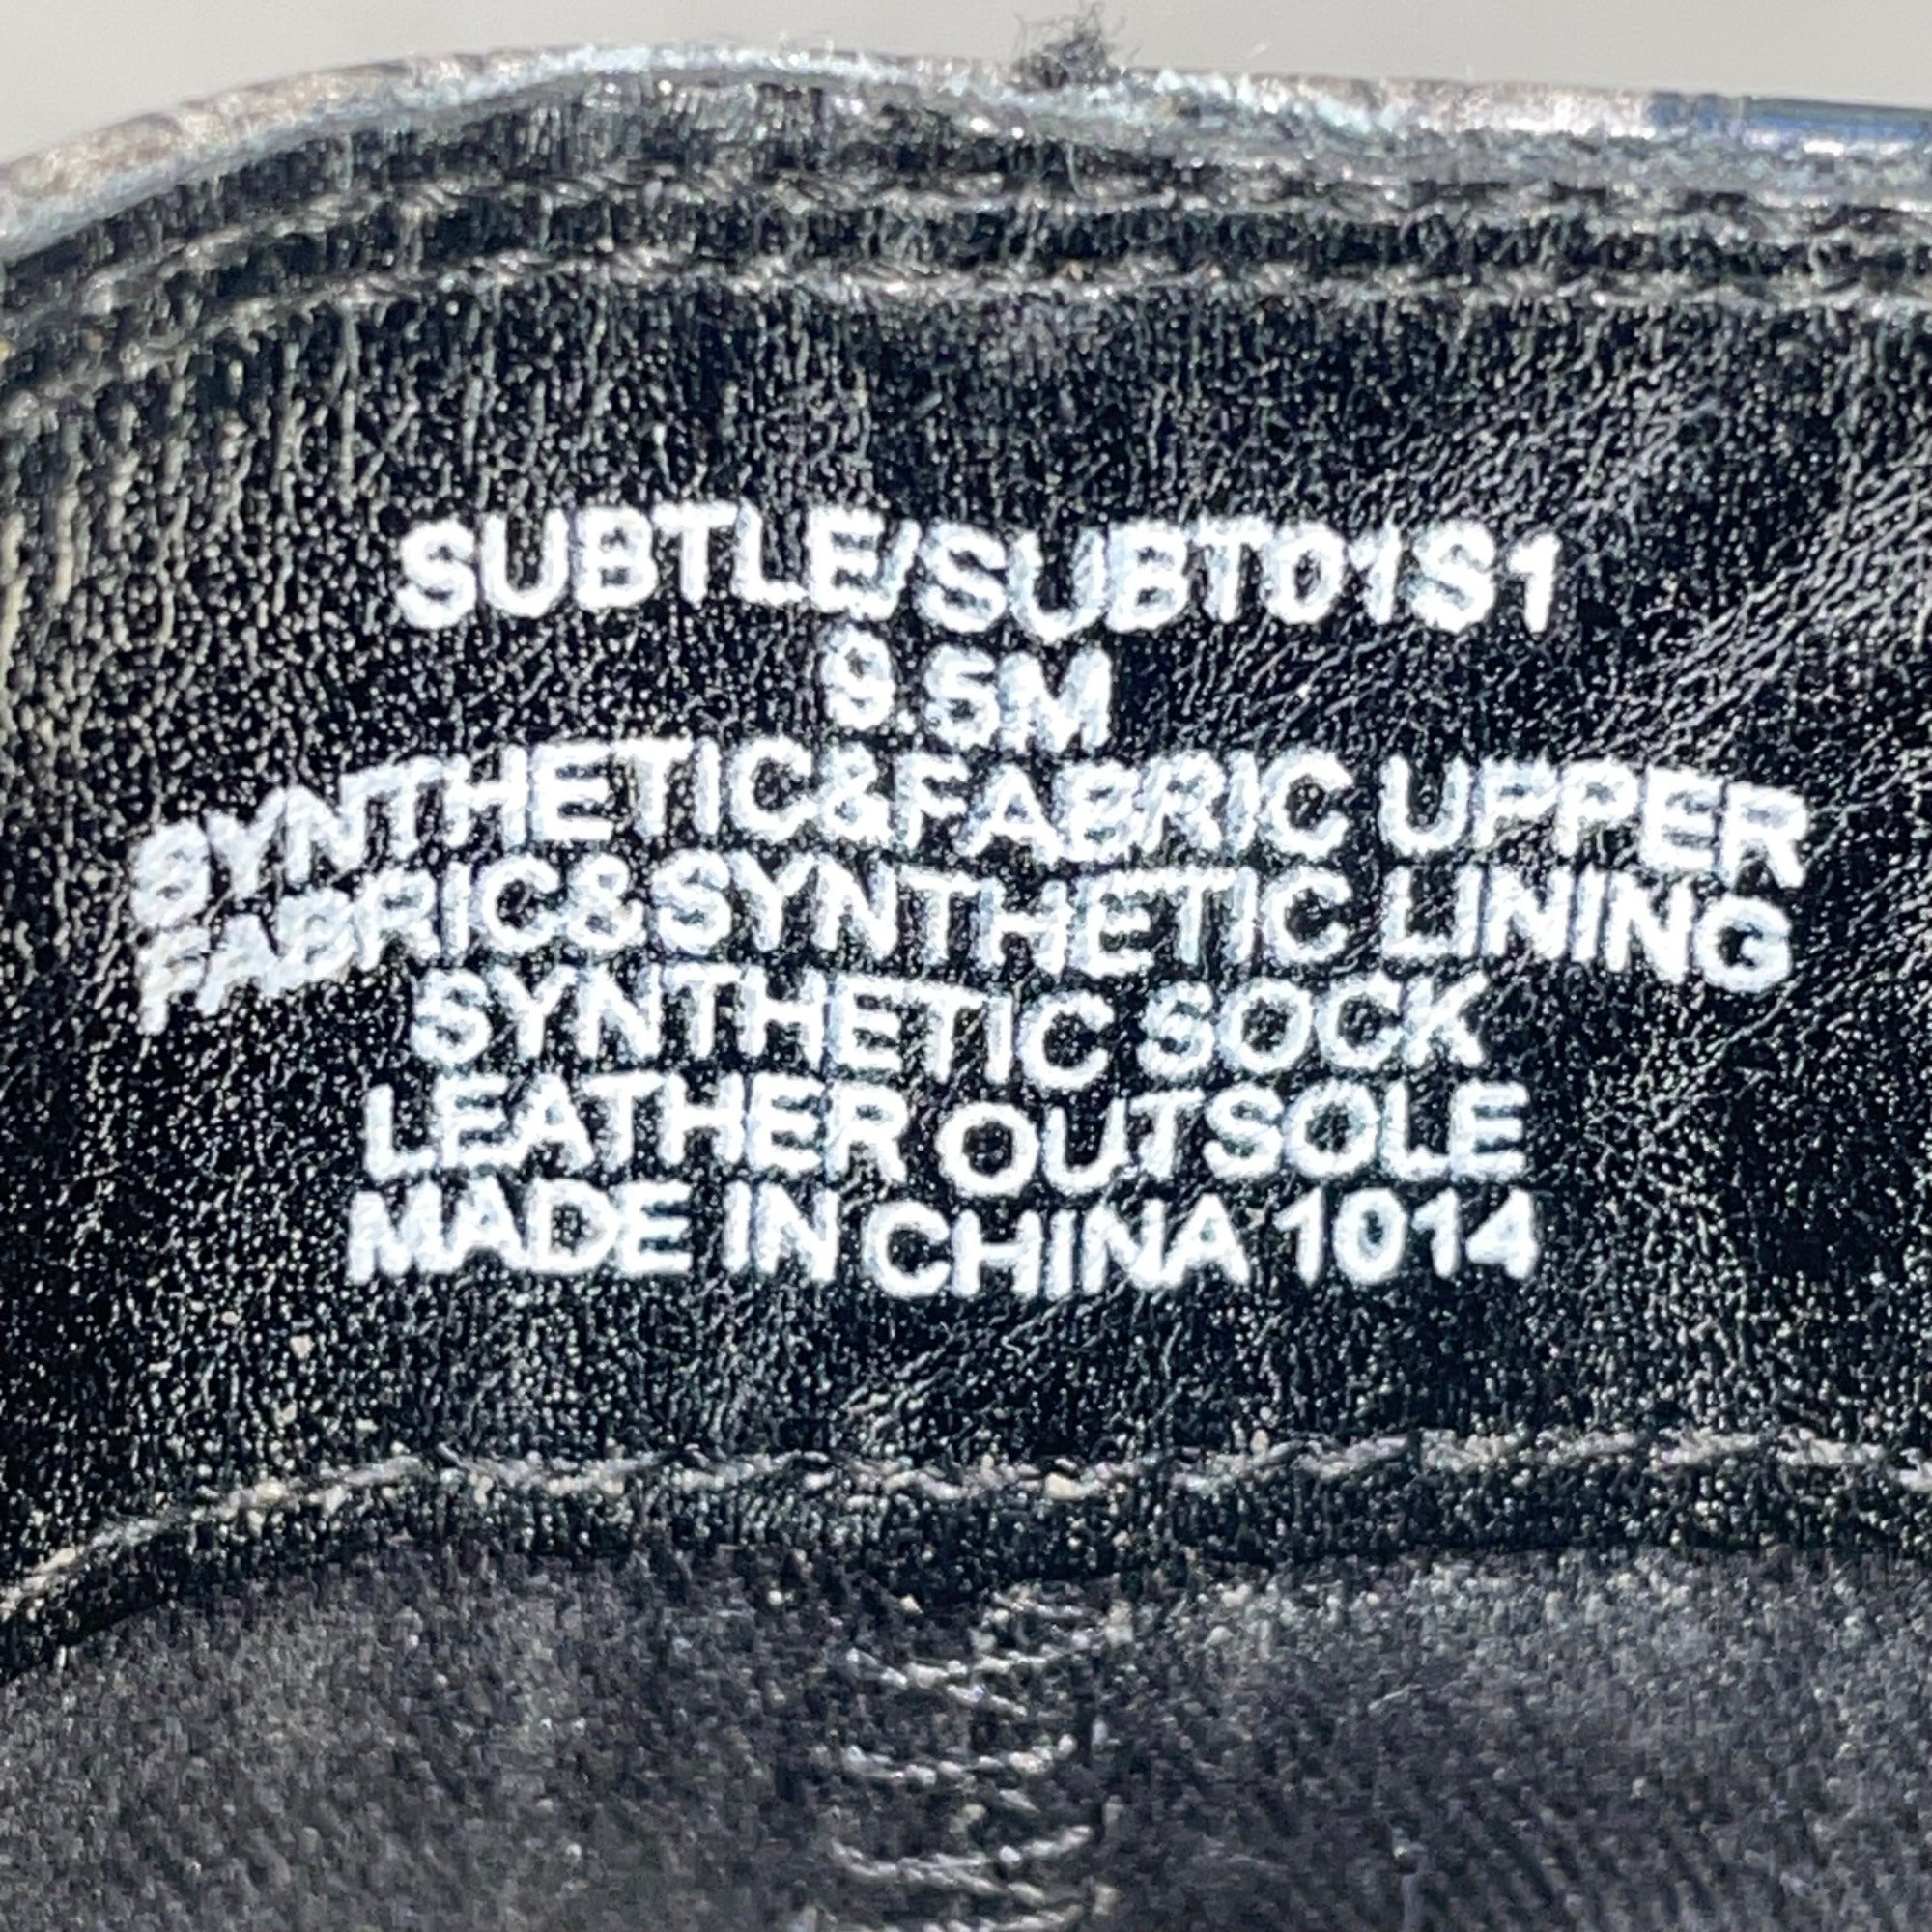 SUBTLE/SUBT01S1
9.5M
SYNTHETIC&FABRIC UPPER
FABRIC&SYNTHETIC LINING
SYNTHETIC SOCK
LEATHER OUTSOLE
MADE IN CHINA 1014